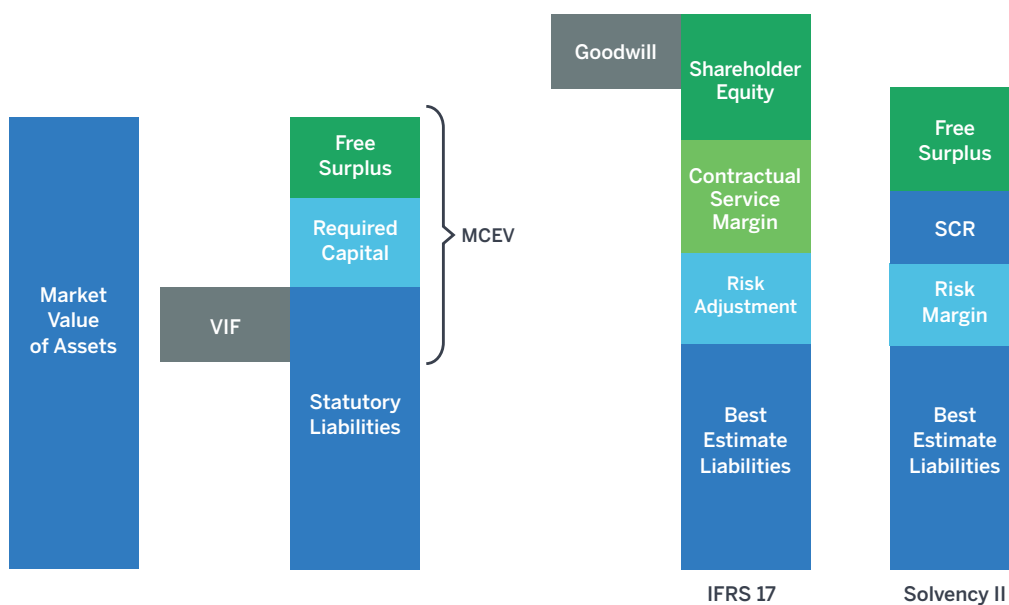 Market
Value
of Assets
VIF
Free
Surplus
Required
Capital
Statutory
Liabilities
MCEV
Goodwill
Shareholder
Equity
Contractual
Service
Margin
Risk
Adjustment
Best
Estimate
Liabilities
IFRS 17
Free
Surplus
SCR
Risk
Margin
Best
Estimate
Liabilities
Solvency II